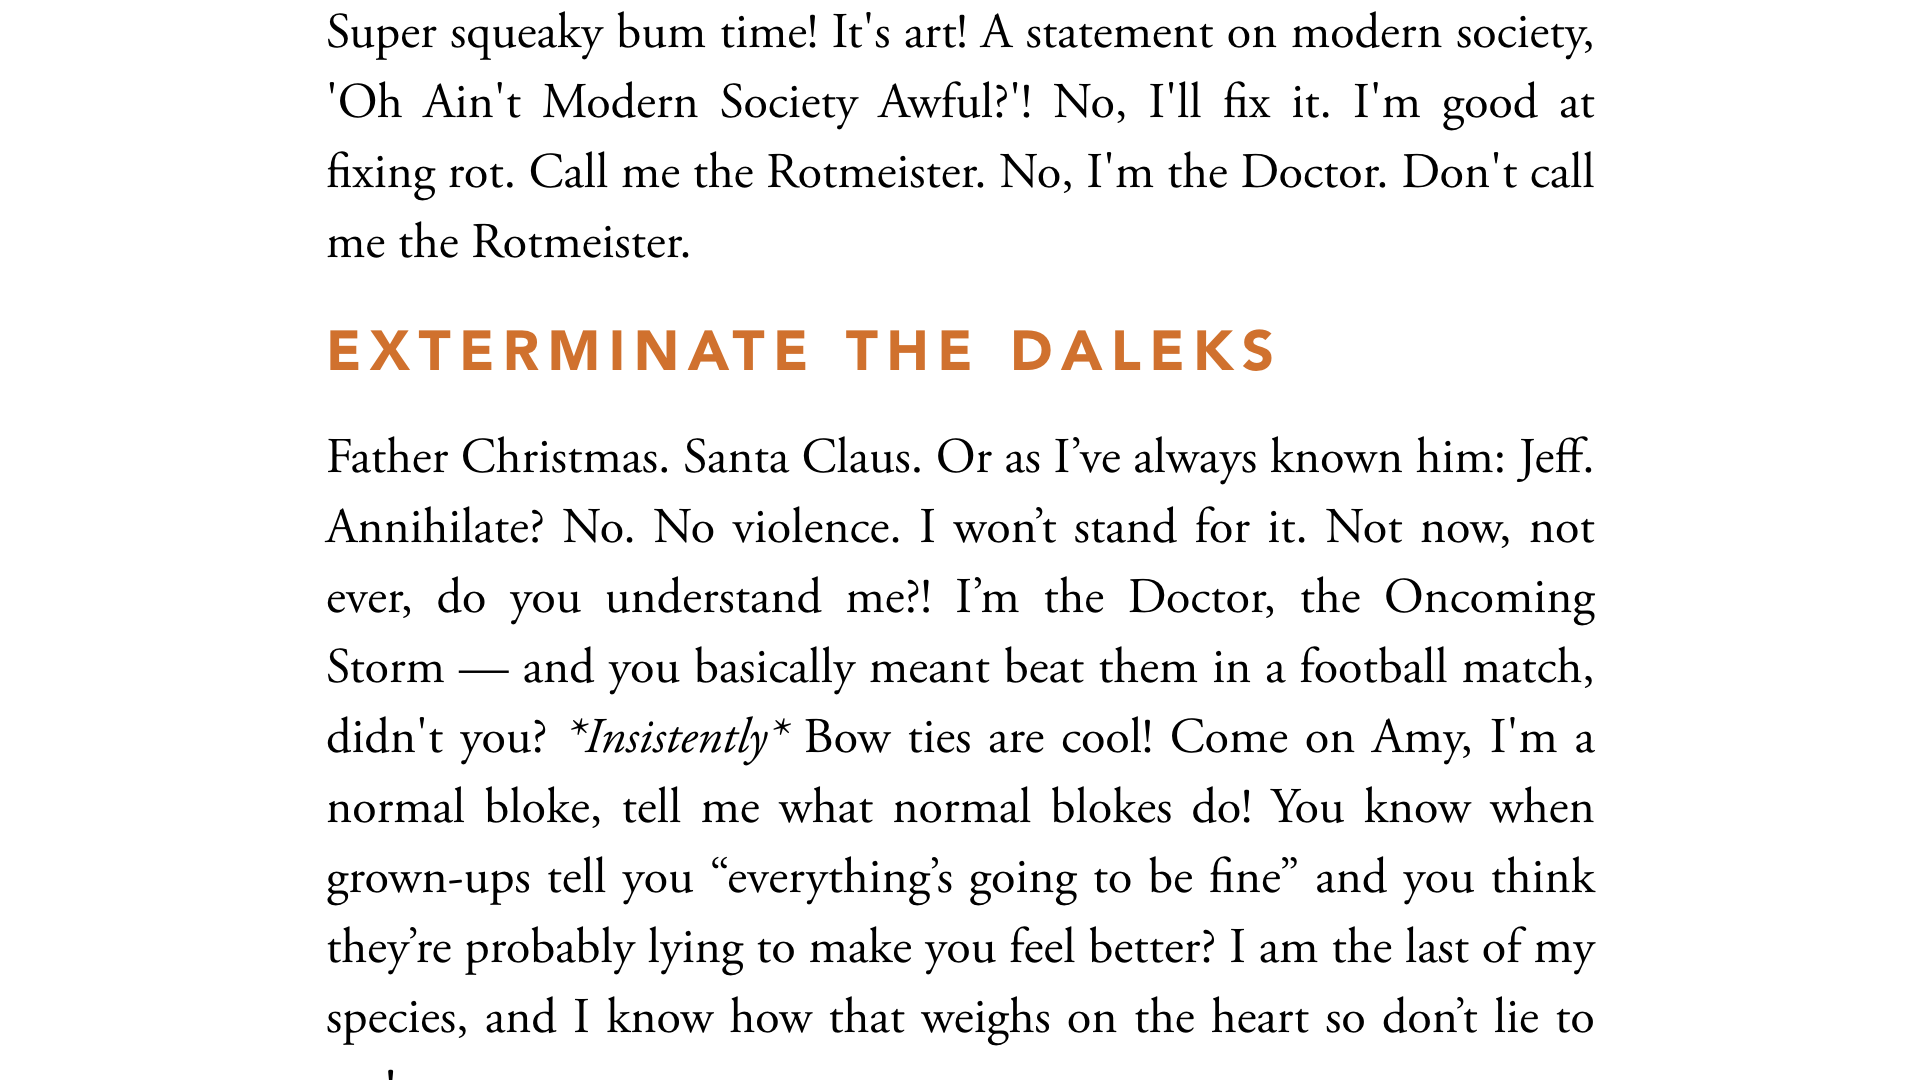 Super squeaky bum time! It's art! A statement on modern society,
'Oh Ain't Modern Society Awful?'! No, I'll fix it. I'm good at
fixing rot. Call me the Rotmeister. No, I'm the Doctor. Don't call
me the Rotmeister.
EXTERMINATE THE DALEKS
Father Christmas. Santa Claus. Or as I’ve always known him: Jeff.
Annihilate? No. No violence. I won’t stand for it. Not now, not
ever, do you understand me?! I’m the Doctor, the Oncoming
Storm — and you basically meant beat them in a football match,
didn't you? *Insistently* Bow ties are cool! Come on Amy, I'm a
normal bloke, tell me what normal blokes do! You know when
grown-ups tell you “everything’s going to be fine” and you think
they’re probably lying to make you feel better? I am the last of my
species, and I know how that weighs on the heart so don’t lie to